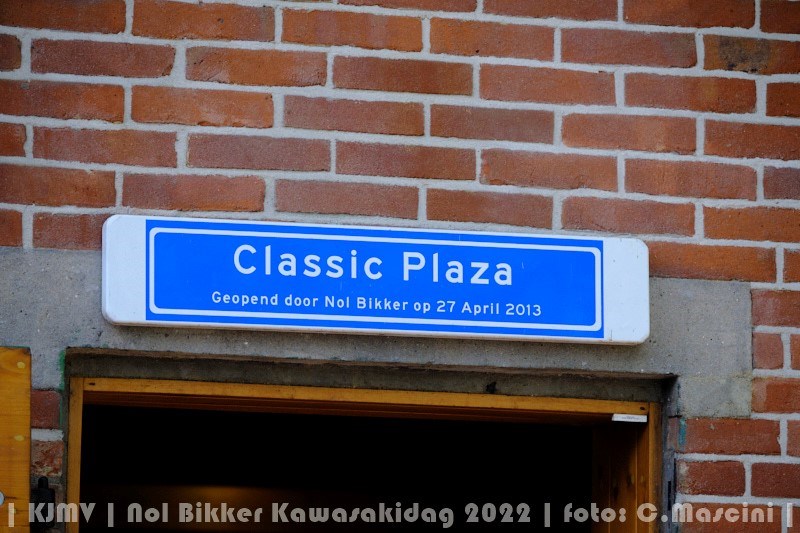 Classic Plaza
Geopend door Nol Bikker op 27 April 2013
| KJMV | Nol Bikker Kawasakidag 2022 | foto: C.Mascini |